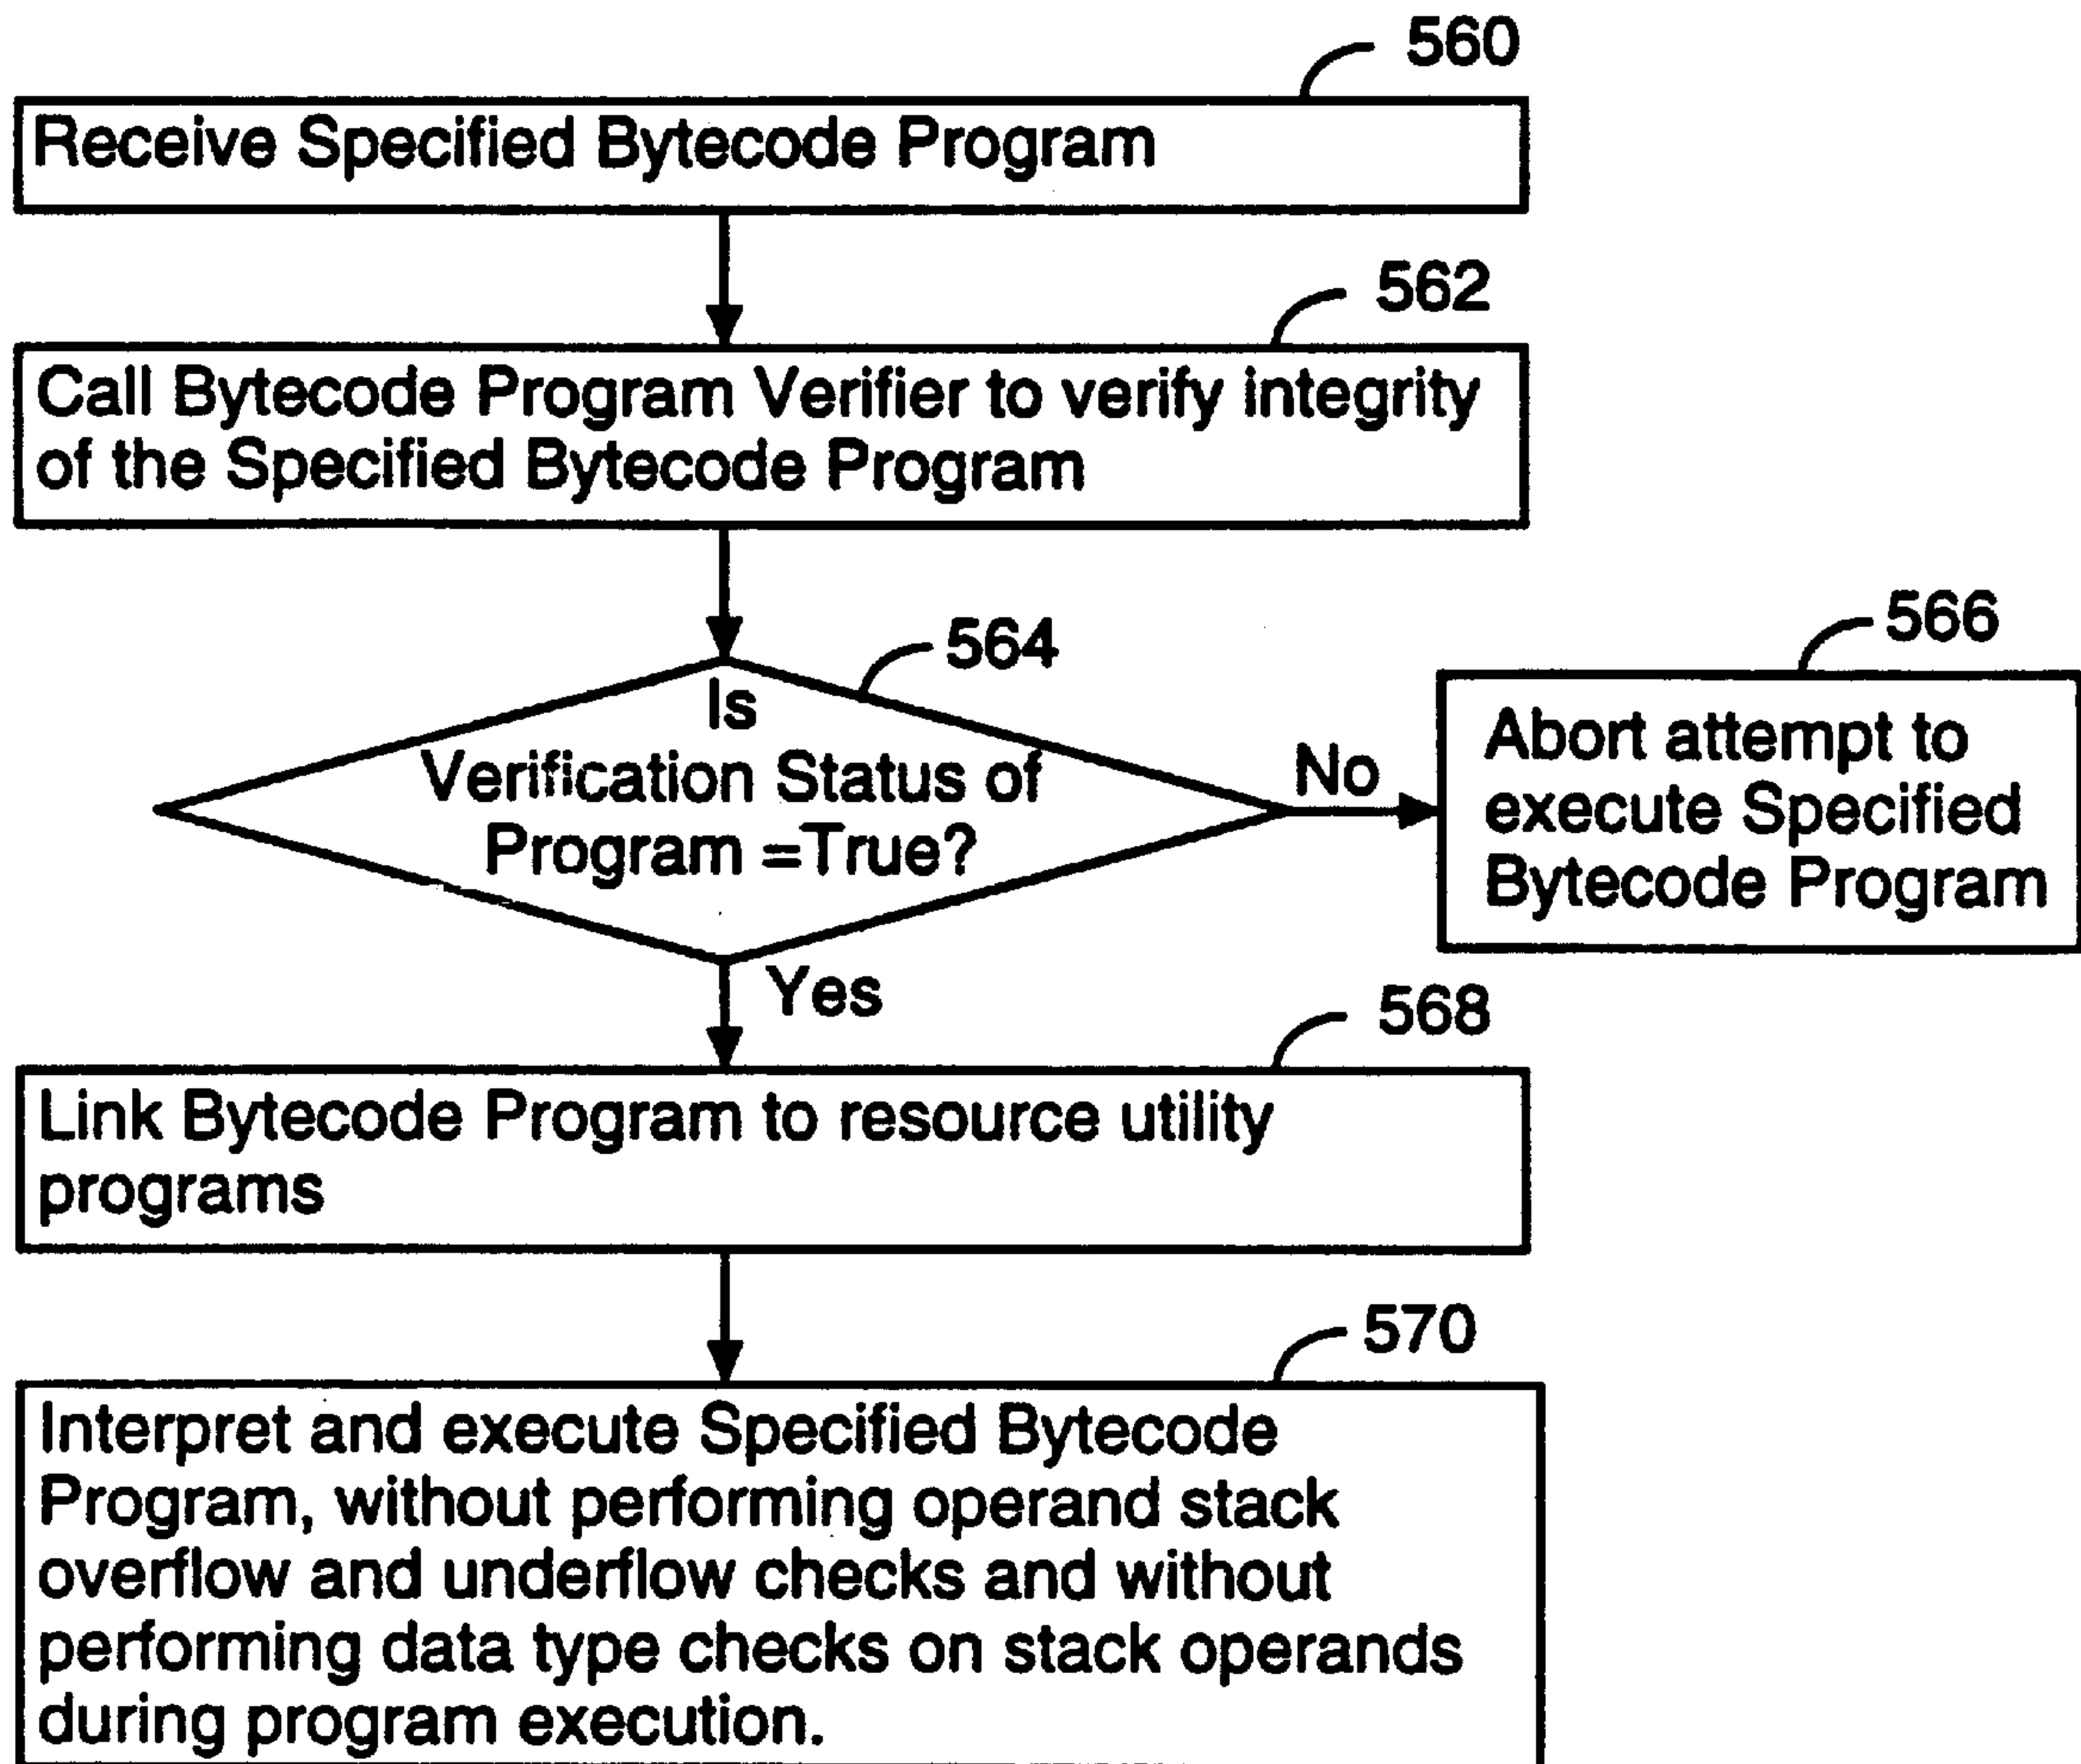 560
Receive Specified Bytecode Program
562
Call Bytecode Program Verifier to verify integrity
of the Specified Bytecode Program
564
566
Is
Verification Status of
Program =True?
No
Abort attempt to
execute Specified
Bytecode Program
Yes
568
Link Bytecode Program to resource utility
programs
570
Interpret and execute Specified Bytecode
Program, without performing operand stack
overflow and underflow checks and without
performing data type checks on stack operands
during program execution.